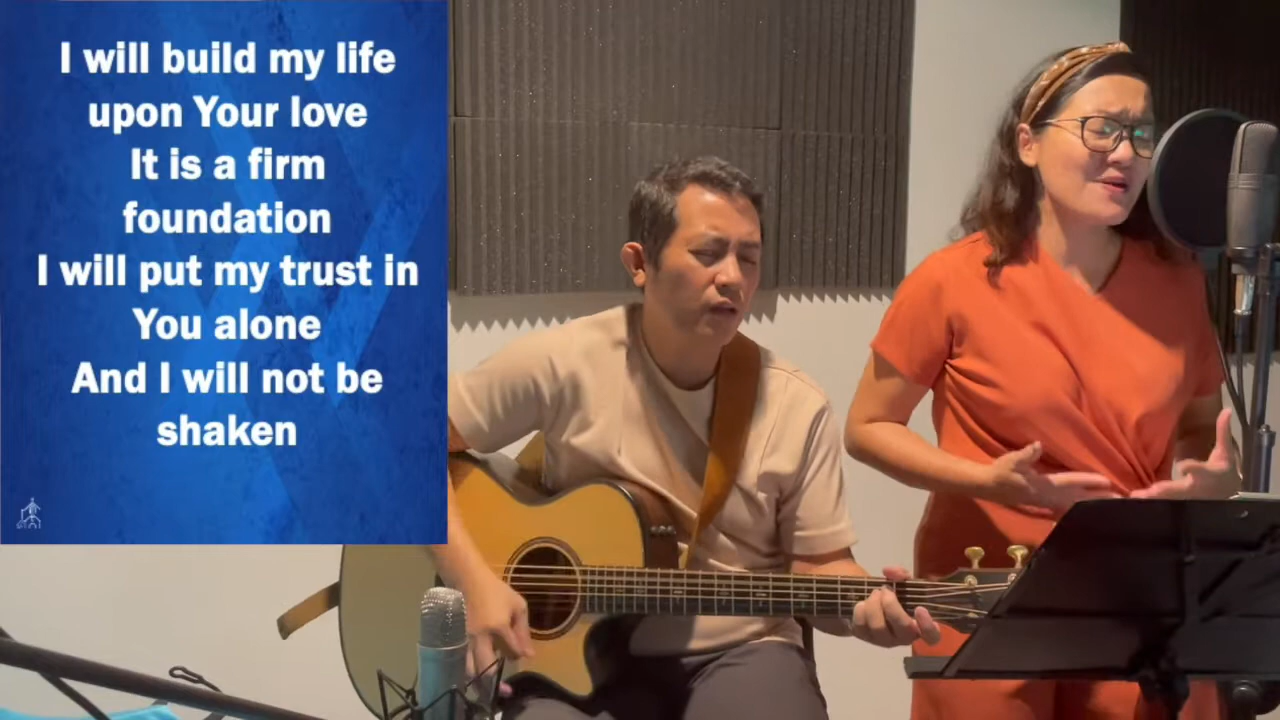 I will build my life
upon Your love
It is a firm
foundation
I will put my trust in
You alone
And I will not be
shaken